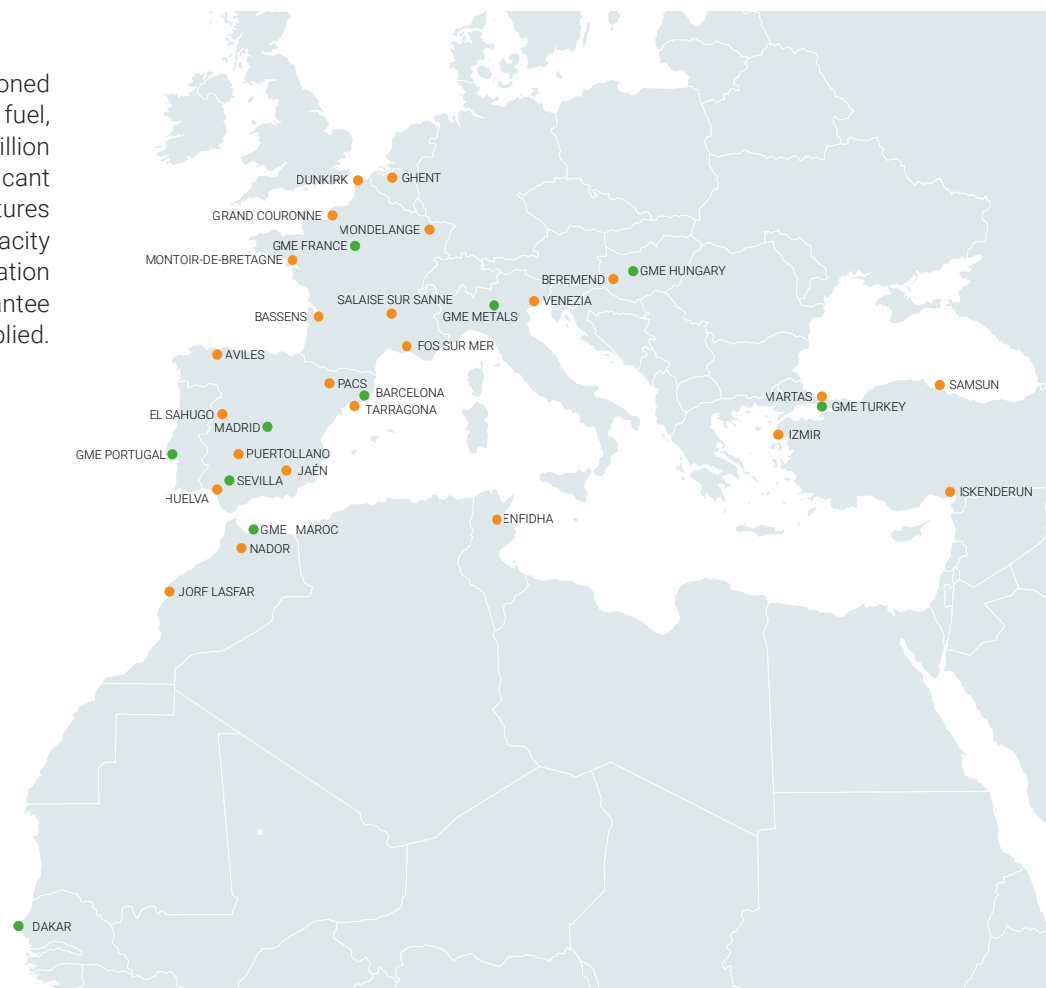 oned
fuel,
illion
cant
tures
acity
ation
antee
plied.
DUNKIRK
GHENT
GRAND COURONNE
MONDELANGE
GME FRANCE
MONTOIR-DE-BRETAGNE
GME HUNGARY
BEREMEND
SALAISE SUR SANNE
VENEZIA
BASSENS
GME METALS
FOS SUR MER
AVILES
PACS
BARCELONA
TARRAGONA
SAMSUN
MARTAS
GME TURKEY
EL SAHUGO
MADRID
IZMIR
GME PORTUGAL
PUERTOLLANO
JAÉN
SEVILLA
HUELVA
ISKENDERUN
ENFIDHA
GME MAROC
NADOR
JORF LASFAR
DAKAR